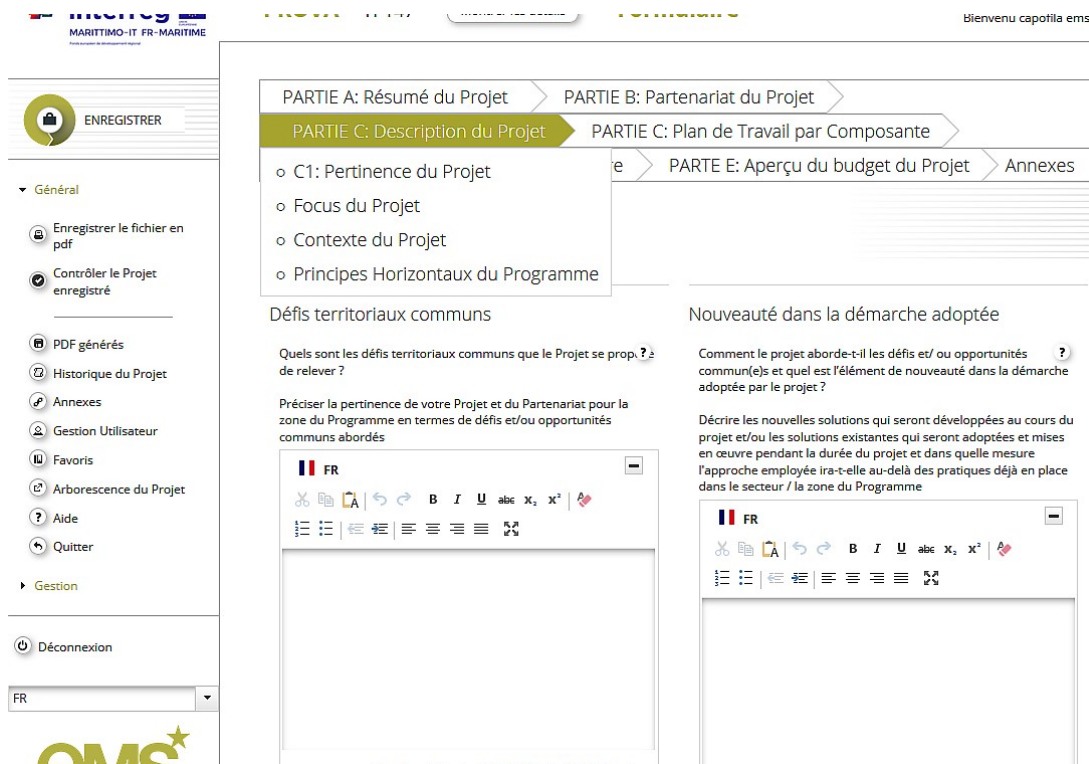 Interreg
MARITTIMO-IT FR-MARITIME
Formulaire
Bienvenu capofila ems
ENREGISTRER
Général
Enregistrer le fichier en
pdf
Contrôler le Projet
enregistré
PDF générés
Historique du Projet
Annexes
Gestion Utilisateur
Favoris
Arborescence du Projet
Aide
Quitter
Gestion
Déconnexion
FR
PARTIE A: Résumé du Projet
PARTIE B: Partenariat du Projet
PARTIE C: Description du Projet
PARTIE C: Plan de Travail par Composante
re
PARTE E: Aperçu du budget du Projet
Annexes
C1: Pertinence du Projet
Focus du Projet
Contexte du Projet
Principes Horizontaux du Programme
Défis territoriaux communs
Quels sont les défis territoriaux communs que le Projet se prop
?
de relever ?
Préciser la pertinence de votre Projet et du Partenariat pour la
zone du Programme en termes de défis et/ou opportunités
communs abordés
FR
B I U abc x₂ x²
Nouveauté dans la démarche adoptée
Comment le projet aborde-t-il les défis et/ ou opportunités
?
commun(e)s et quel est l'élément de nouveauté dans la démarche
adoptée par le projet ?
Décrire les nouvelles solutions qui seront développées au cours du
projet et/ou les solutions existantes qui seront adoptées et mises
en œuvre pendant la durée du projet et dans quelle mesure
l'approche employée ira-t-elle au-delà des pratiques déjà en place
dans le secteur / la zone du Programme
FR
B I U abc x₂ x²